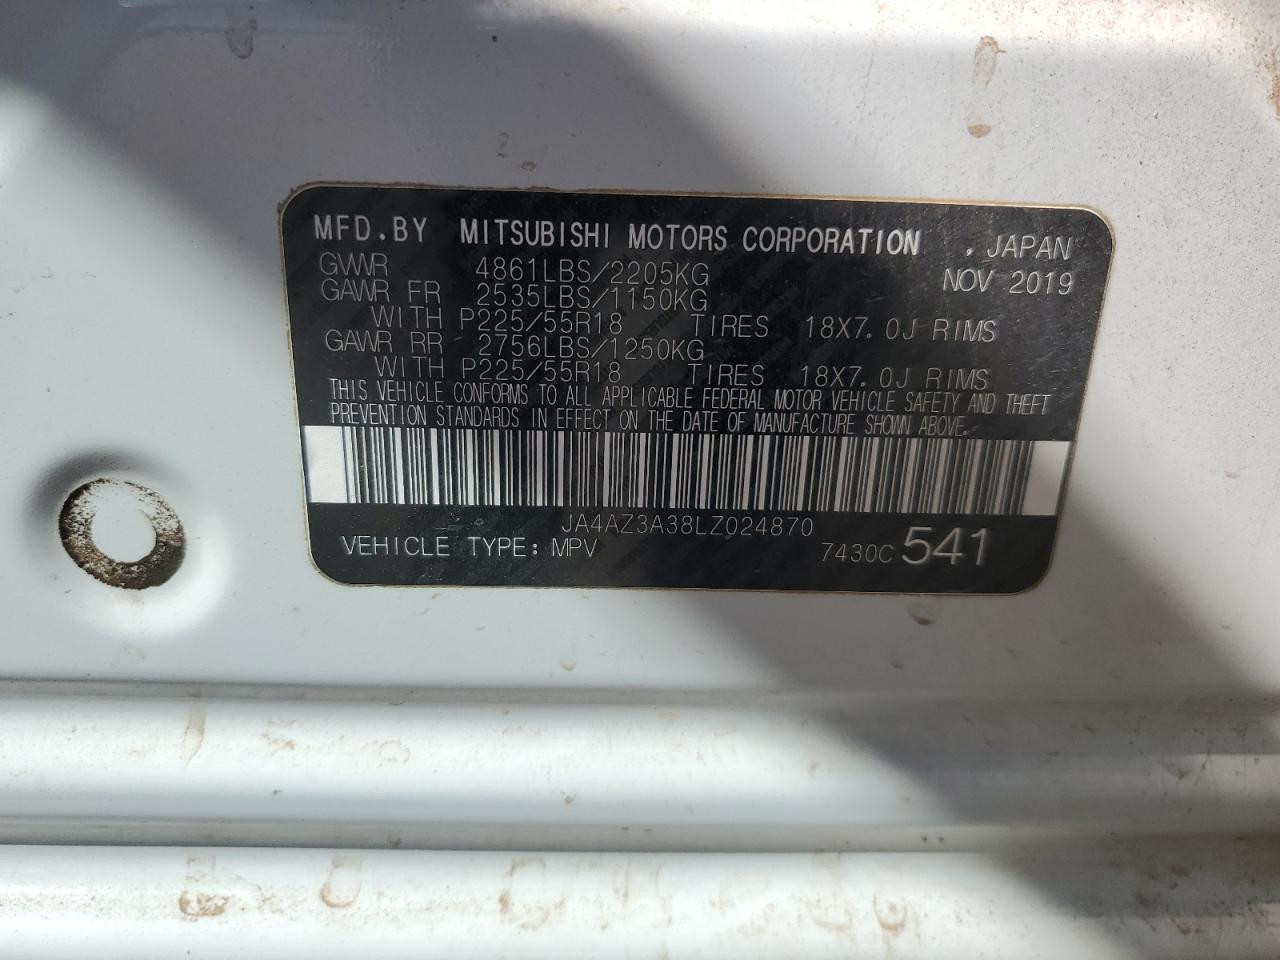 MFD.BY MITSUBISHI MOTORS CORPORATION , JAPAN
GVWR 4861LBS/2205KG NOV 2019
GAWR FR 2535LBS/1150KG
WITH P225/55R18 TIRES 18X7.0J RIMS
GAWR RR 2756LBS/1250KG
WITH P225/55R18 TIRES 18X7.0J RIMS
THIS VEHICLE CONFORMS TO ALL APPLICABLE FEDERAL MOTOR VEHICLE SAFETY AND THEFT
PREVENTION STANDARDS IN EFFECT ON THE DATE OF MANUFACTURE SHOWN ABOVE.
JA4AZ3A38LZ024870
VEHICLE TYPE: MPV 7430C 541